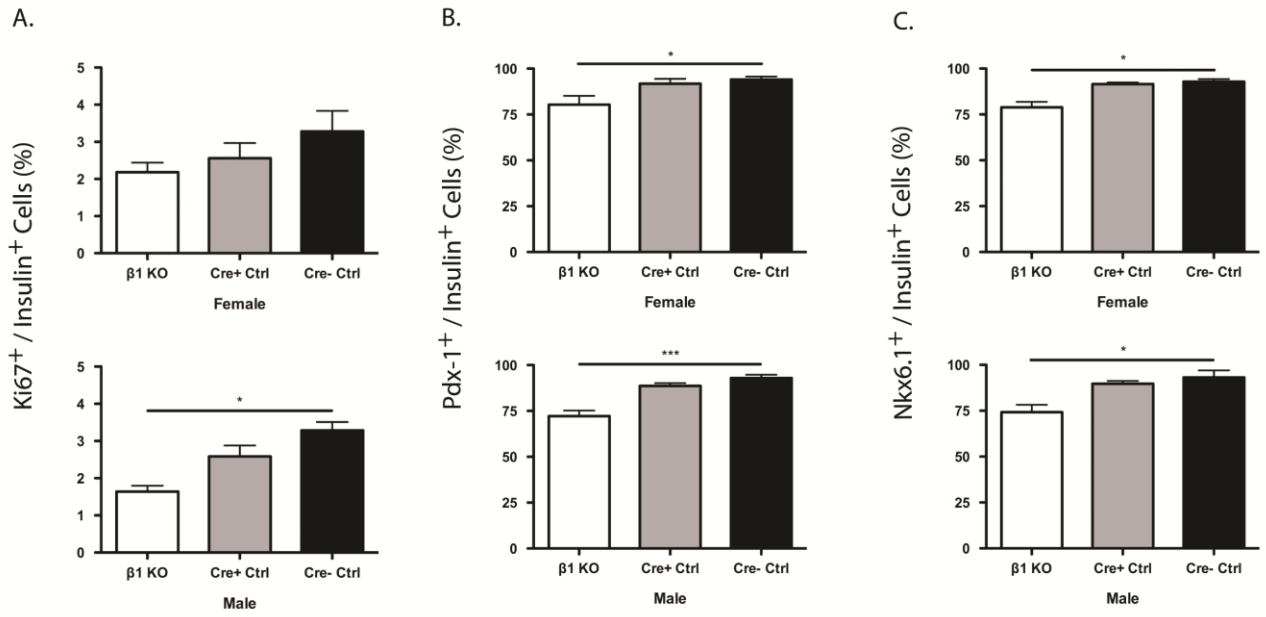 A.
Ki67+ / Insulin+ Cells (%)
5
4
3
2
1
0
β1 KO Cre+ Ctrl Cre- Ctrl
Female
5
4
3
2
1
0
*
β1 KO Cre+ Ctrl Cre- Ctrl
Male
B.
Pdx-1+ / Insulin+ Cells (%)
*
100
75
50
25
0
β1 KO Cre+ Ctrl Cre- Ctrl
Female
***
100
75
50
25
0
β1 KO Cre+ Ctrl Cre- Ctrl
Male
C.
Nkx6.1+ / Insulin+ Cells (%)
*
100
75
50
25
0
β1 KO Cre+ Ctrl Cre- Ctrl
Female
*
100
75
50
25
0
β1 KO Cre+ Ctrl Cre- Ctrl
Male